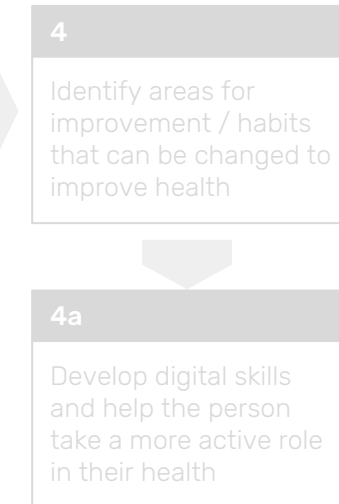 4
Identify areas for
improvement / habits
that can be changed to
improve health
4a
Develop digital skills
and help the person
take a more active role
in their health